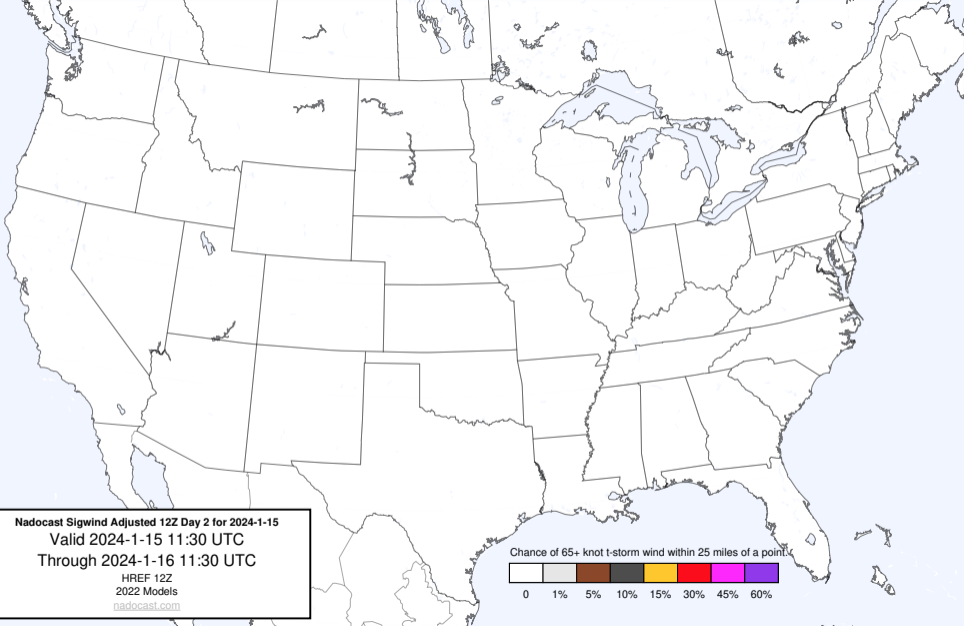 Nadocast Sigwind Adjusted 12Z Day 2 for 2024-1-15
Valid 2024-1-15 11:30 UTC
Through 2024-1-16 11:30 UTC
HREF 12Z
2022 Models
nadocast.com
Chance of 65+ knot t-storm wind within 25 miles of a point.
0 1% 5% 10% 15% 30% 45% 60%